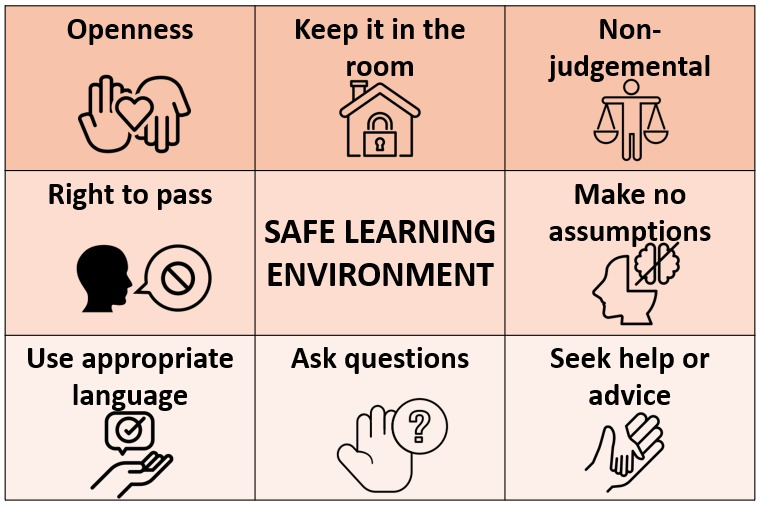 Openness
Keep it in the
room
Non-
judgemental
Right to pass
SAFE LEARNING
ENVIRONMENT
Make no
assumptions
Use appropriate
language
Ask questions
?
Seek help or
advice